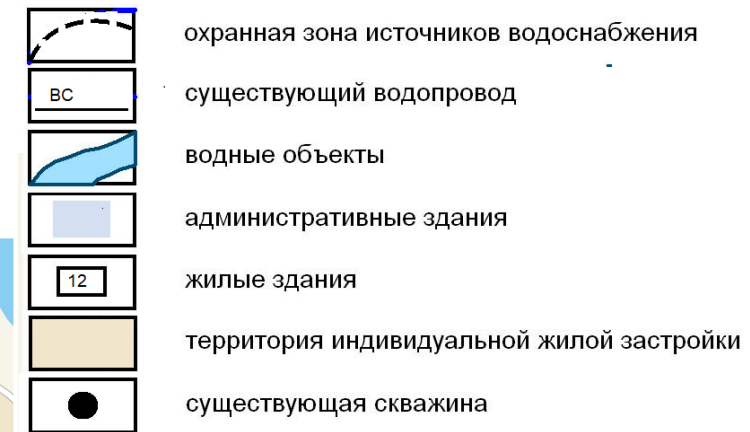 охранная зона источников водоснабжения
ВС существующий водопровод
водные объекты
административные здания
12 жилые здания
территория индивидуальной жилой застройки
существующая скважина